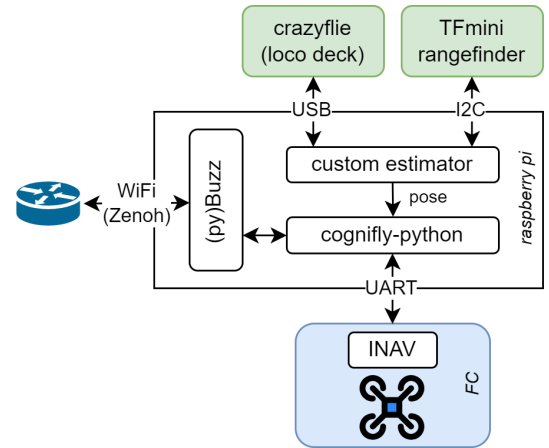 crazyflie
(loco deck)
TFmini
rangefinder
USB
I2C
custom estimator
raspberry pi
(py)Buzz
WiFi
(Zenoh)
pose
cognifly-python
UART
INAV
FC